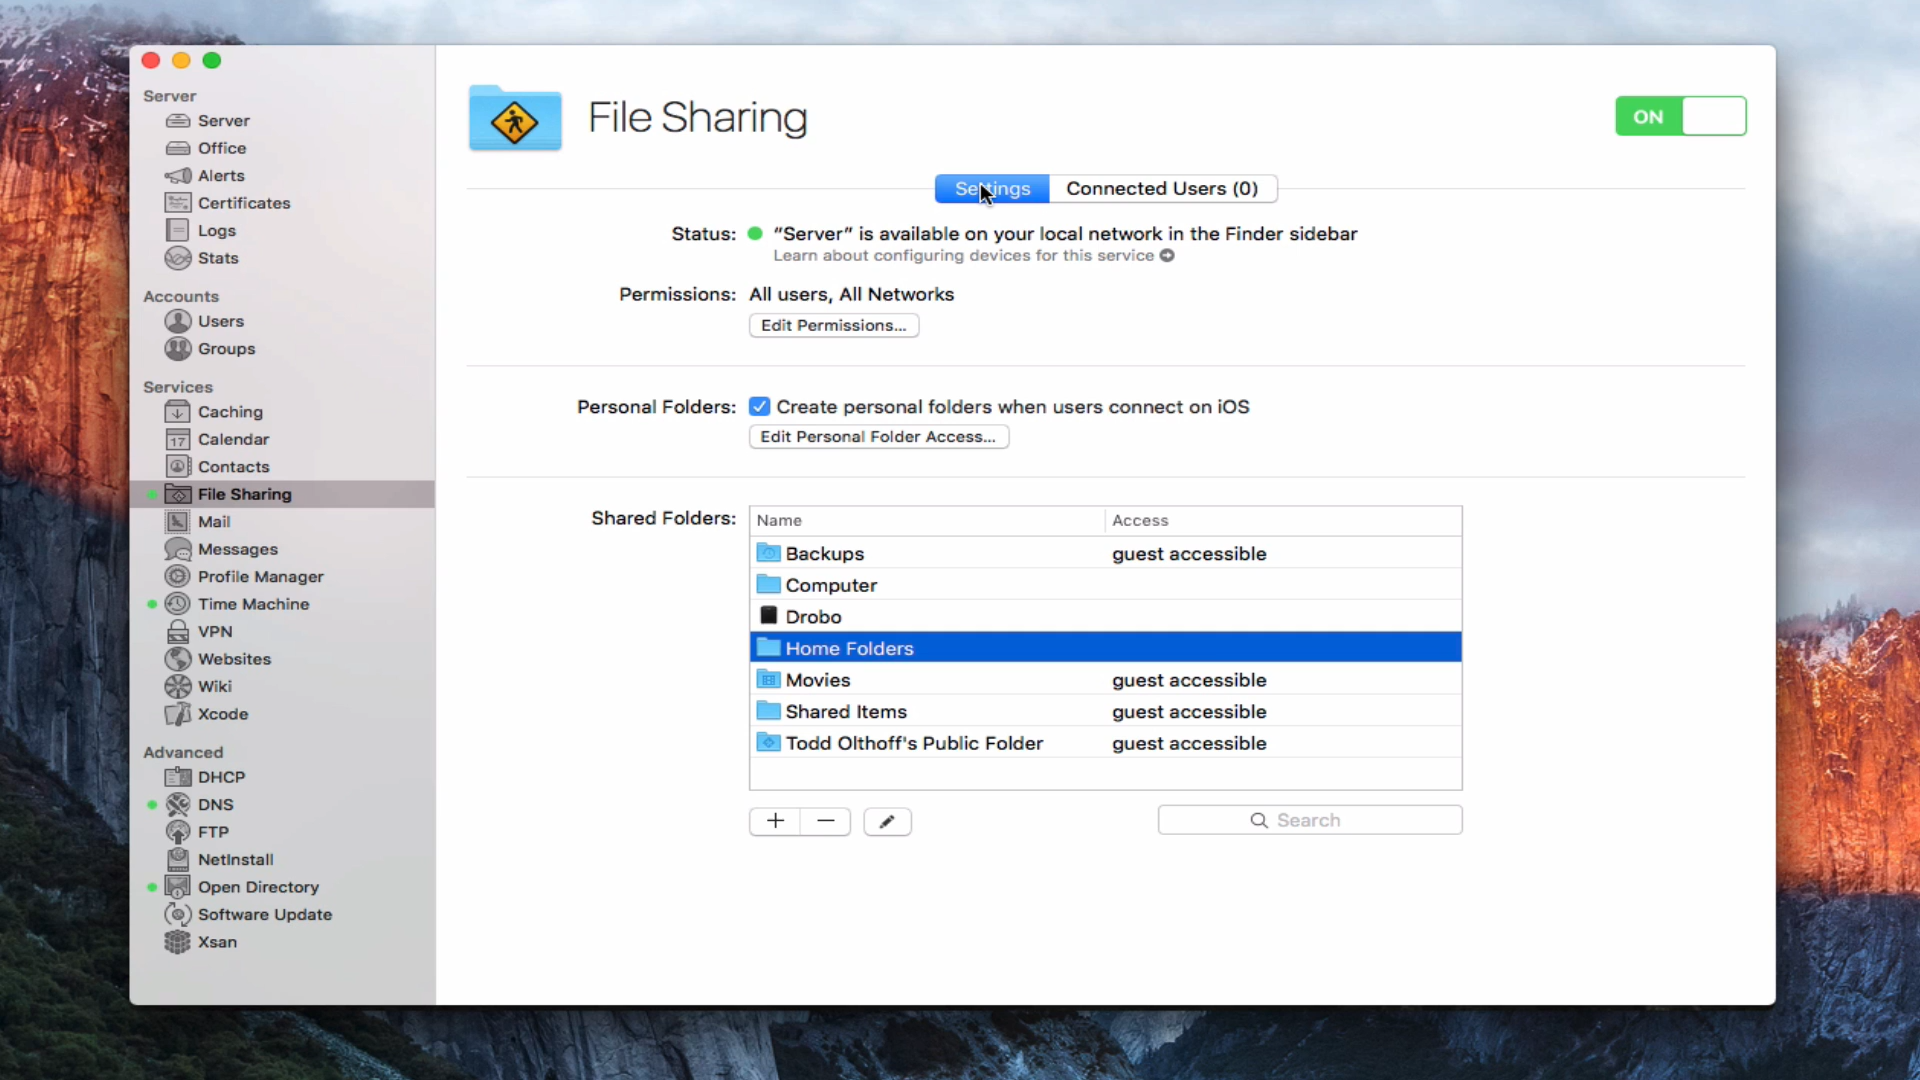 Server
Server
Office
Alerts
Certificates
Logs
Stats
Accounts
Users
Groups
Services
Caching
17 Calendar
Contacts
File Sharing
Mail
Messages
Profile Manager
Time Machine
VPN
Websites
Wiki
Xcode
Advanced
DHCP
DNS
FTP
NetInstall
Open Directory
Software Update
Xsan
File Sharing
ON
Settings Connected Users (0)
Status: “Server” is available on your local network in the Finder sidebar
Learn about configuring devices for this service
Permissions: All users, All Networks
Edit Permissions...
Personal Folders: Create personal folders when users connect on iOS
Edit Personal Folder Access...
Shared Folders: Name Access
Backups guest accessible
Computer
Drobo
Home Folders
Movies guest accessible
Shared Items guest accessible
Todd Olthoff's Public Folder guest accessible
Search